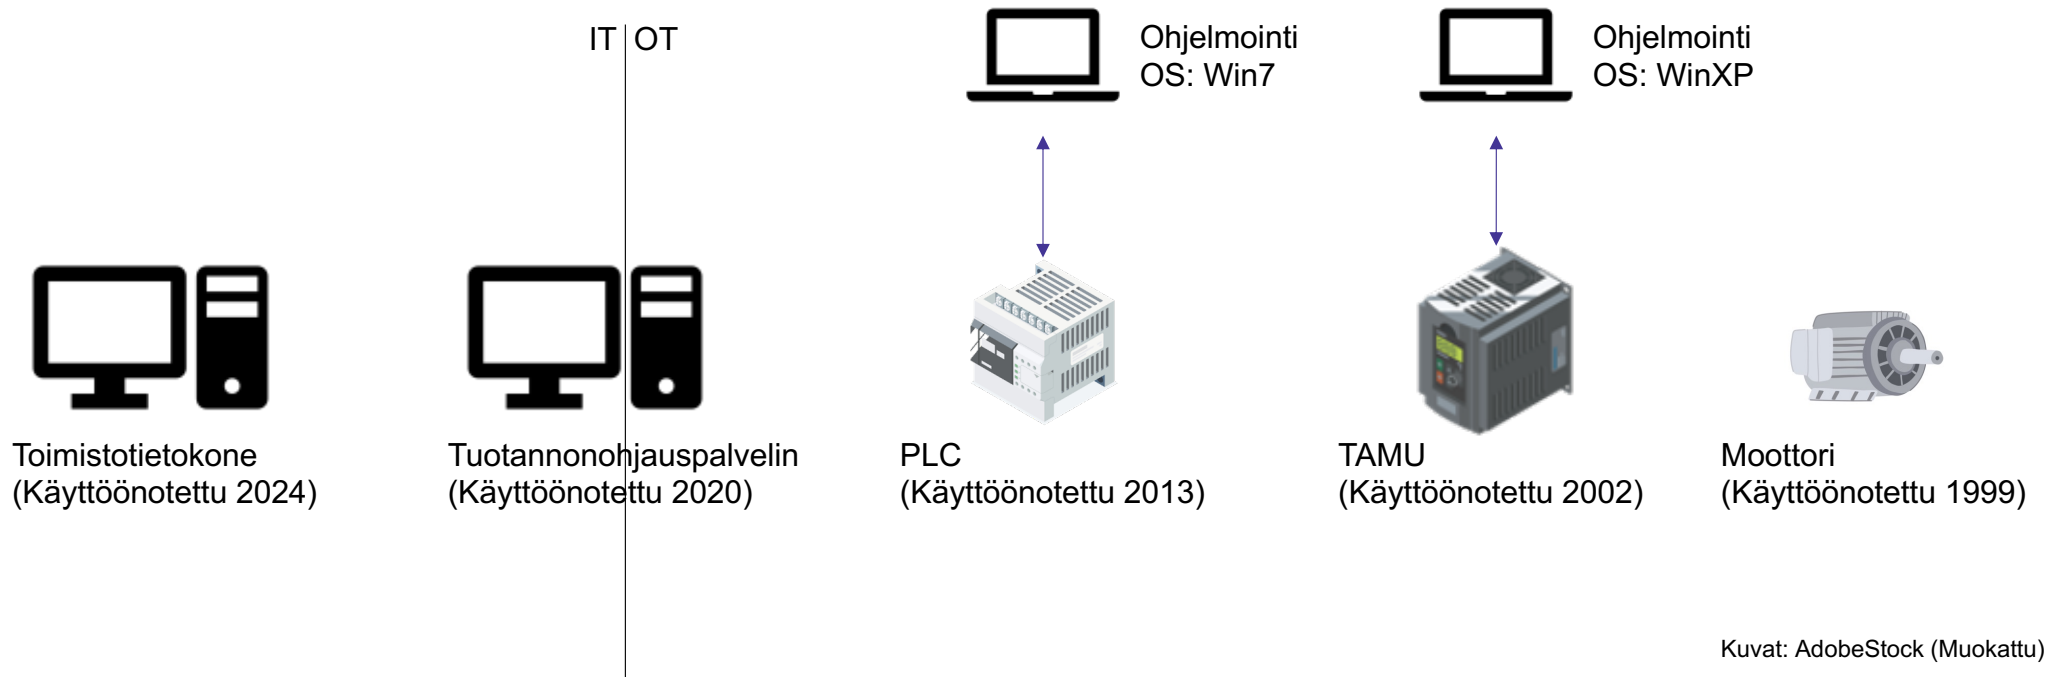 IT OT
Ohjelmointi
OS: Win7
Ohjelmointi
OS: WinXP
Toimistotietokone
(Käyttöönotettu 2024)
Tuotannonohjauspalvelin
(Käyttöönotettu 2020)
PLC
(Käyttöönotettu 2013)
TAMU
(Käyttöönotettu 2002)
Moottori
(Käyttöönotettu 1999)
Kuvat: AdobeStock (Muokattu)